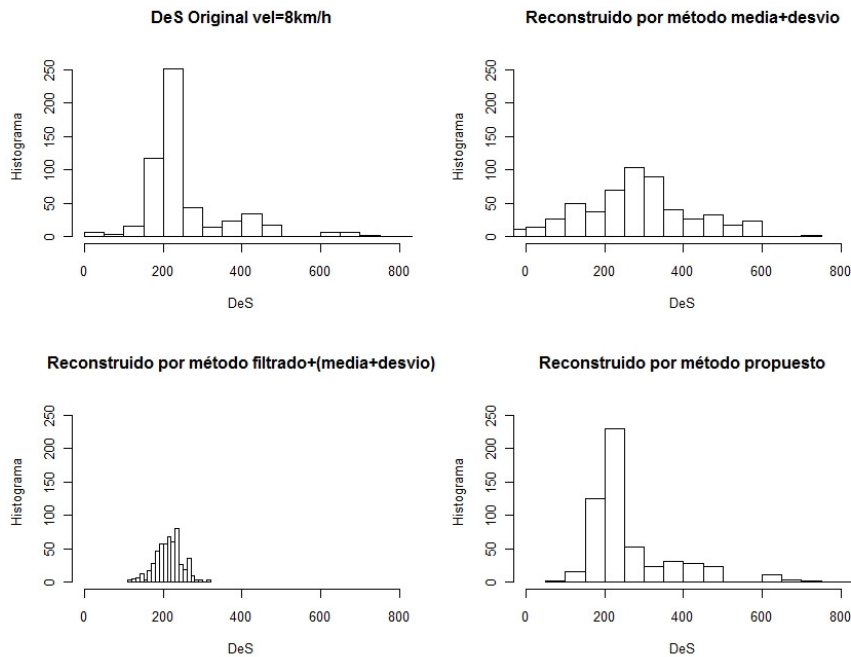 DeS Original vel=8km/h
Histograma
0 50 100 150 200 250
0 200 400 600 800
DeS
Reconstruido por método media+desvio
Histograma
0 50 100 150 200 250
0 200 400 600 800
DeS
Reconstruido por método filtrado+(media+desvio)
Histograma
0 50 100 150 200 250
0 200 400 600 800
DeS
Reconstruido por método propuesto
Histograma
0 50 100 150 200 250
0 200 400 600 800
DeS